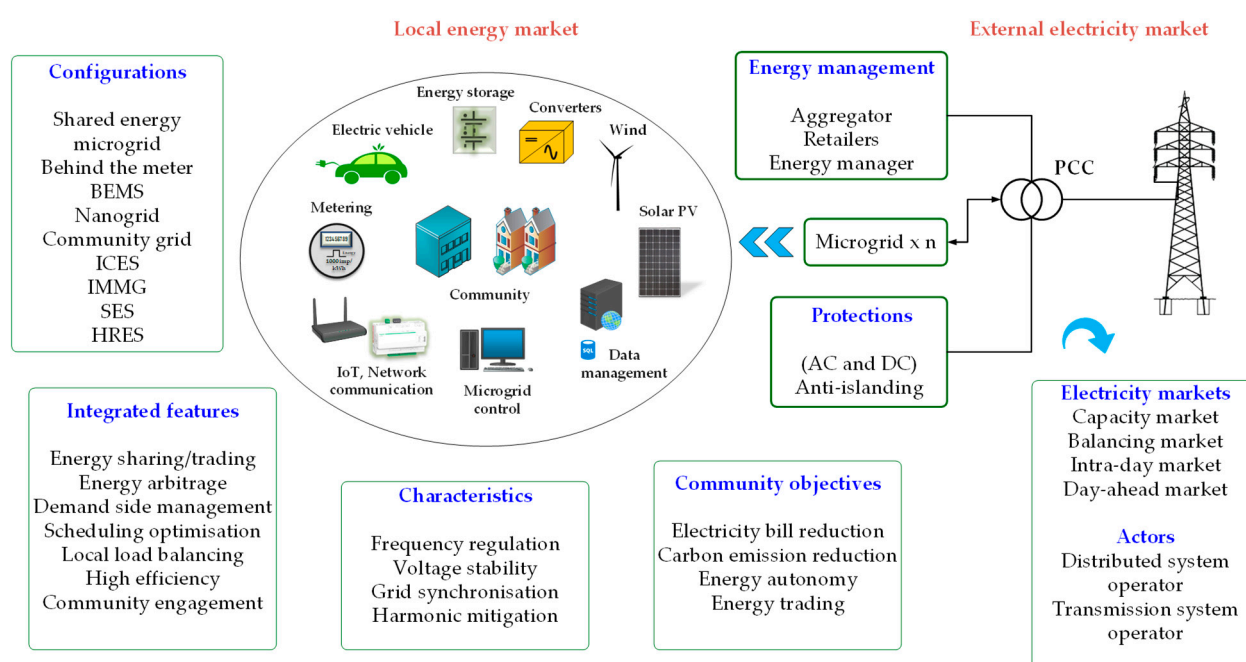 Local energy market
External electricity market
Configurations
Shared energy
microgrid
Behind the meter
BEMS
Nanogrid
Community grid
ICES
IMMG
SES
HRES
Energy storage
Converters
Electric vehicle
Wind
Metering
1000imp/
kWh
Solar PV
Community
IoT, Network
communication
Microgrid
control
SQL
Data
management
Energy management
Aggregator
Retailers
Energy manager
PCC
Microgrid x n
Protections
(AC and DC)
Anti-islanding
Integrated features
Energy sharing/trading
Energy arbitrage
Demand side management
Scheduling optimisation
Local load balancing
High efficiency
Community engagement
Characteristics
Frequency regulation
Voltage stability
Grid synchronisation
Harmonic mitigation
Community objectives
Electricity bill reduction
Carbon emission reduction
Energy autonomy
Energy trading
Electricity markets
Capacity market
Balancing market
Intra-day market
Day-ahead market
Actors
Distributed system
operator
Transmission system
operator